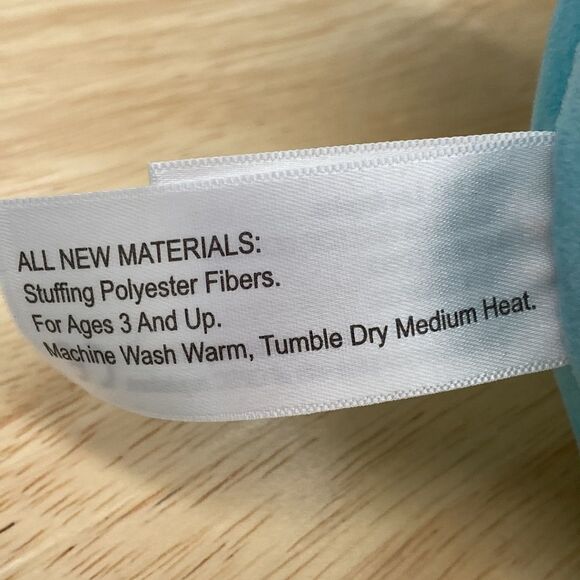 ALL NEW MATERIALS:
Stuffing Polyester Fibers.
For Ages 3 And Up.
Machine Wash Warm, Tumble Dry Medium Heat.